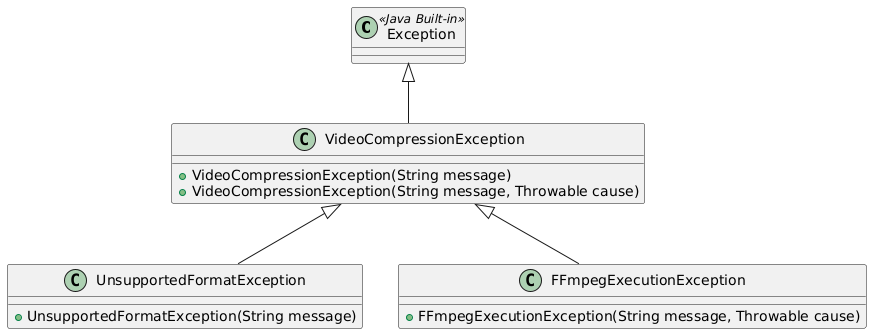 C
«Java Built-in»
Exception
C VideoCompressionException
VideoCompressionException(String message)
VideoCompressionException(String message, Throwable cause)
C UnsupportedFormatException
UnsupportedFormatException(String message)
C FFmpegExecutionException
FFmpegExecutionException(String message, Throwable cause)